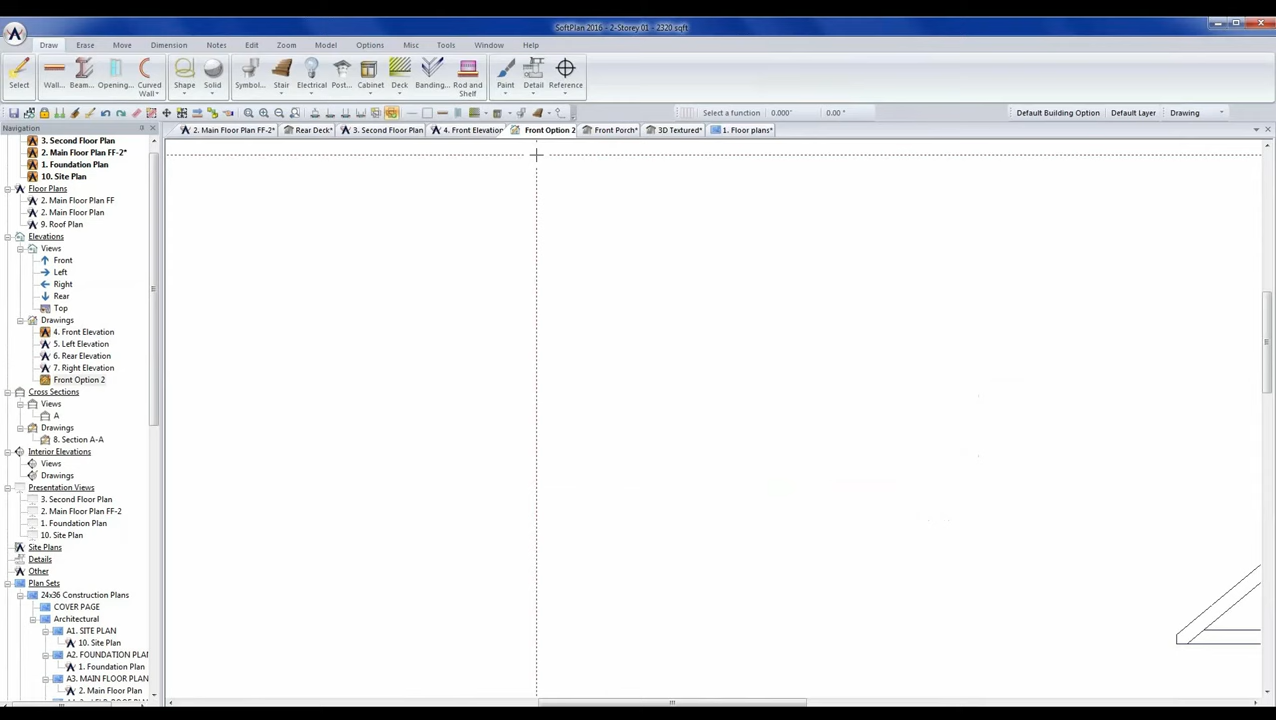 SoftPlan 2016 - 2-Storey 01 - 2320 sqft
Draw Erase Move Dimension Notes Edit Zoom Model Options Misc Tools Window Help
Select Wall... Beam... Opening... Curved Wall Shape Solid Symbol... Stair Electrical Post... Cabinet Deck Banding... Rod and Shelf Paint Detail Reference
Select a function 0.000" 0.00 ° Default Building Option Drawing
Navigation
2. Main Floor Plan FF-2* Rear Deck* 3. Second Floor Plan 4. Front Elevation Front Option 2 Front Porch* 3D Textured* 1. Floor plans*
3. Second Floor Plan
2. Main Floor Plan FF-2*
1. Foundation Plan
10. Site Plan
Floor Plans
2. Main Floor Plan FF
2. Main Floor Plan
9. Roof Plan
Elevations
Views
Front
Left
Right
Rear
Top
Drawings
4. Front Elevation
5. Left Elevation
6. Rear Elevation
7. Right Elevation
Front Option 2
Cross Sections
Views
A
Drawings
8. Section A-A
Interior Elevations
Views
Drawings
Presentation Views
3. Second Floor Plan
2. Main Floor Plan FF-2
1. Foundation Plan
10. Site Plan
Site Plans
Details
Other
Plan Sets
24x36 Construction Plans
COVER PAGE
Architectural
A1. SITE PLAN
10. Site Plan
A2. FOUNDATION PLAN
1. Foundation Plan
A3. MAIN FLOOR PLAN
2. Main Floor Plan